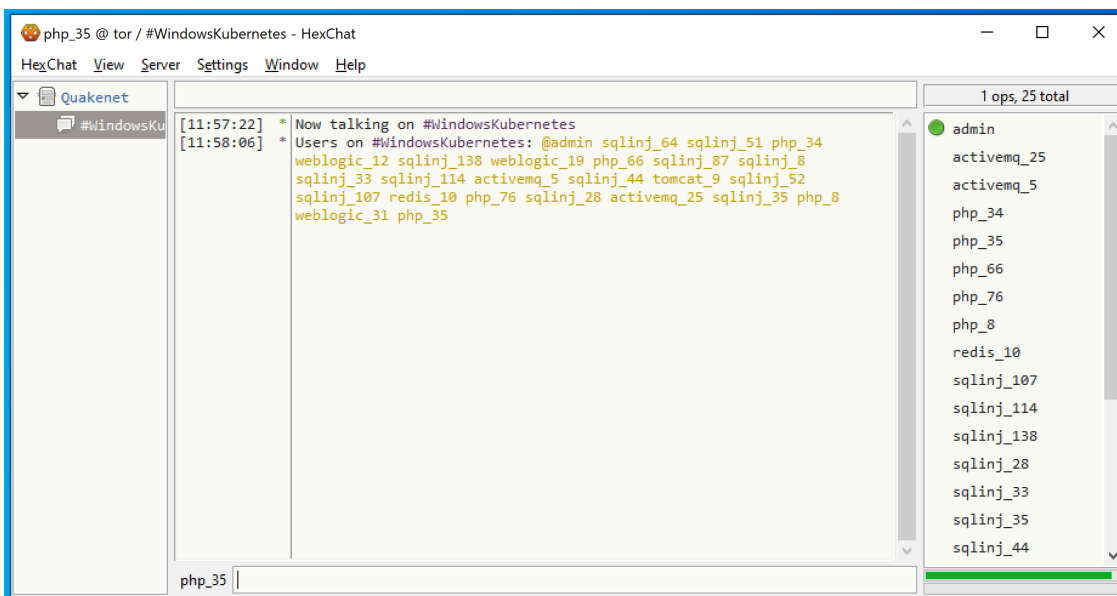 php_35 @ tor / #WindowsKubernetes - HexChat
HexChat View Server Settings Window Help
Quakenet
#WindowsKu
1 ops, 25 total
[11:57:22] * Now talking on #WindowsKubernetes
[11:58:06] * Users on #WindowsKubernetes: @admin sqlinj_64 sqlinj_51 php_34
weblogic_12 sqlinj_138 weblogic_19 php_66 sqlinj_87 sqlinj_8
sqlinj_33 sqlinj_114 activemq_5 sqlinj_44 tomcat_9 sqlinj_52
sqlinj_107 redis_10 php_76 sqlinj_28 activemq_25 sqlinj_35 php_8
weblogic_31 php_35
admin
activemq_25
activemq_5
php_34
php_35
php_66
php_76
php_8
redis_10
sqlinj_107
sqlinj_114
sqlinj_138
sqlinj_28
sqlinj_33
sqlinj_35
sqlinj_44
php_35